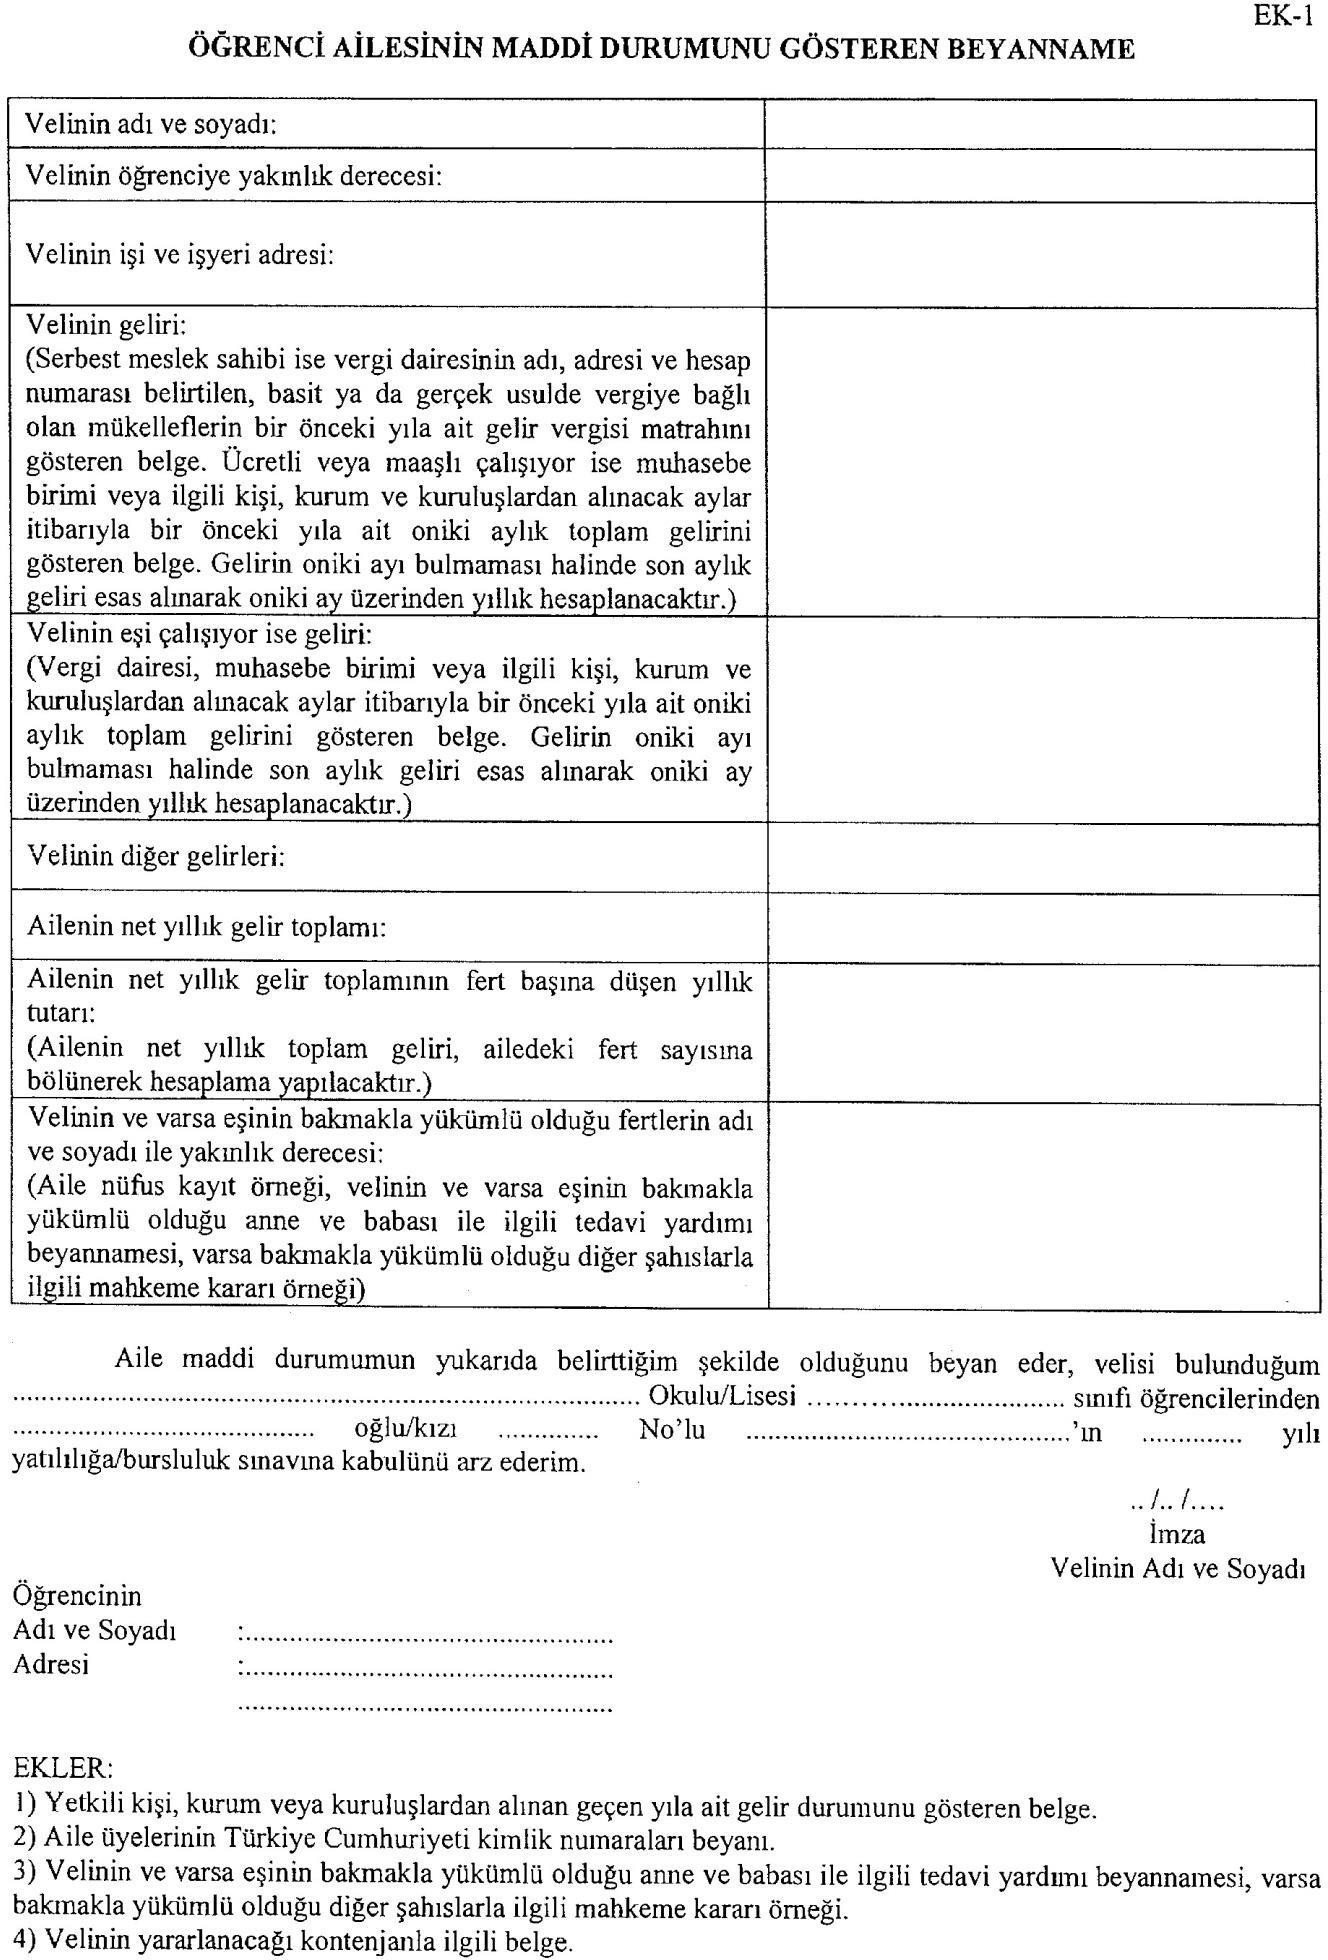 EK-1
ÖĞRENCİ AİLESİNİN MADDİ DURUMUNU GÖSTEREN BEYANNAME
Velinin adı ve soyadı:
Velinin öğrenciye yakınlık derecesi:
Velinin işi ve işyeri adresi:
Velinin geliri:
(Serbest meslek sahibi ise vergi dairesinin adı, adresi ve hesap
numarası belirtilen, basit ya da gerçek usulde vergiye bağlı
olan mükelleflerin bir önceki yıla ait gelir vergisi matrahını
gösteren belge. Ücretli veya maaşlı çalışıyor ise muhasebe
birimi veya ilgili kişi, kurum ve kuruluşlardan alınacak aylar
itibarıyla bir önceki yıla ait oniki aylık toplam gelirini
gösteren belge. Gelirin oniki ayı bulmaması halinde son aylık
geliri esas alınarak oniki ay üzerinden yıllık hesaplanacaktır.)
Velinin eşi çalışıyor ise geliri:
(Vergi dairesi, muhasebe birimi veya ilgili kişi, kurum ve
kuruluşlardan alınacak aylar itibarıyla bir önceki yıla ait oniki
aylık toplam gelirini gösteren belge. Gelirin oniki ayı
bulmaması halinde son aylık geliri esas alınarak oniki ay
üzerinden yıllık hesaplanacaktır.)
Velinin diğer gelirleri:
Ailenin net yıllık gelir toplamı:
Ailenin net yıllık gelir toplamının fert başına düşen yıllık
tutarı:
(Ailenin net yıllık toplam geliri, ailedeki fert sayısına
bölünerek hesaplama yapılacaktır.)
Velinin ve varsa eşinin bakmakla yükümlü olduğu fertlerin adı
ve soyadı ile yakınlık derecesi:
(Aile nüfus kayıt örneği, velinin ve varsa eşinin bakmakla
yükümlü olduğu anne ve babası ile ilgili tedavi yardımı
beyannamesi, varsa bakmakla yükümlü olduğu diğer şahıslarla
ilgili mahkeme kararı örneği)
Aile maddi durumumun yukarıda belirttiğim şekilde olduğunu beyan eder, velisi bulunduğum
...................................................................................... Okulu/Lisesi ................................... sınıfı öğrencilerinden
......................................... oğlu/kızı .............. No'lu .........................................'ın .............. yılı
yatılılığa/bursluluk sınavına kabulünü arz ederim.
../../....
İmza
Velinin Adı ve Soyadı
Öğrencinin
Adı ve Soyadı :..................................................
Adresi :..................................................
...................................................
EKLER:
1) Yetkili kişi, kurum veya kuruluşlardan alınan geçen yıla ait gelir durumunu gösteren belge.
2) Aile üyelerinin Türkiye Cumhuriyeti kimlik numaraları beyanı.
3) Velinin ve varsa eşinin bakmakla yükümlü olduğu anne ve babası ile ilgili tedavi yardımı beyannamesi, varsa
bakmakla yükümlü olduğu diğer şahıslarla ilgili mahkeme kararı örneği.
4) Velinin yararlanacağı kontenjanla ilgili belge.